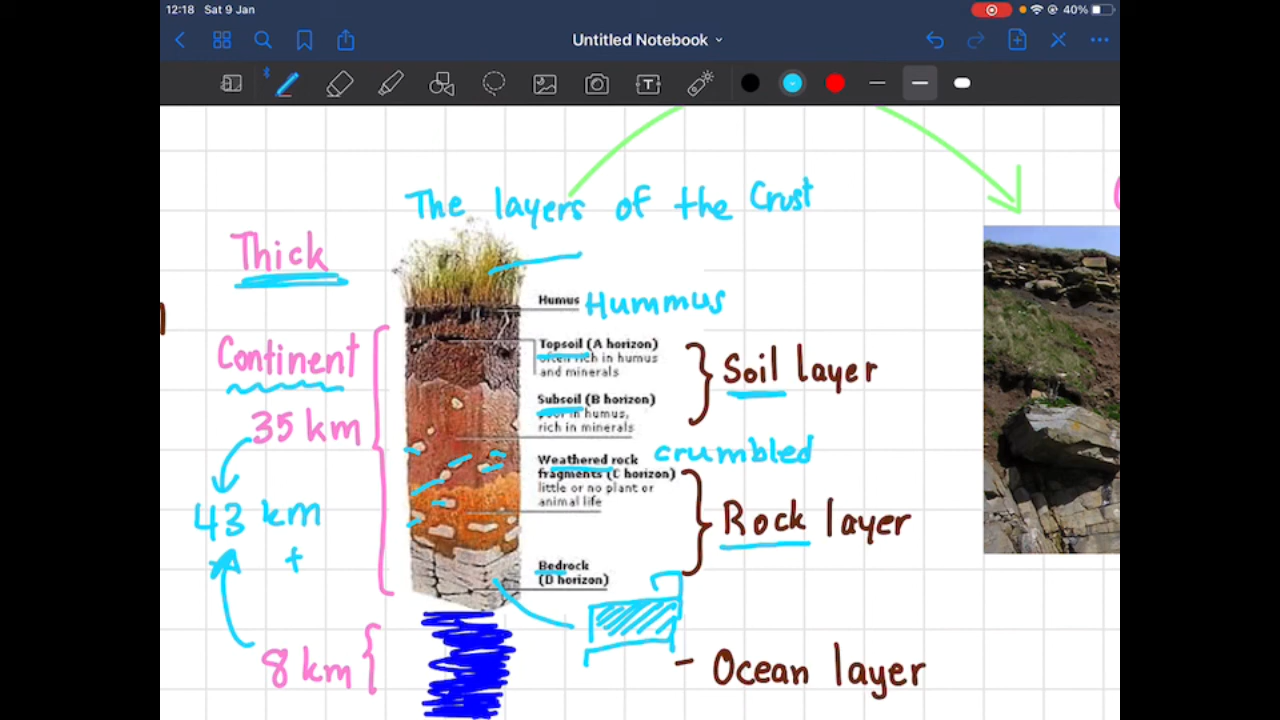 12:18 Sat 9 Jan
40%
Untitled Notebook
T
The layers of the Crust
Thick
Humus Hummus
Continent
Topsoil (A horizon)
often rich in humus
and minerals
Soil layer
35 km
Subsoil (B horizon)
poor in humus,
rich in minerals
Weathered rock crumbled
fragments (C horizon)
little or no plant or
animal life
43 km
+
Rock layer
Bedrock
(D horizon)
8 km
- Ocean layer